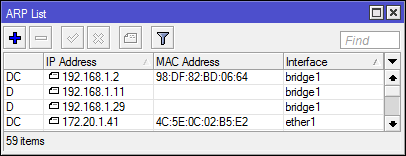 ARP List
Find
IP Address MAC Address Interface
DC 192.168.1.2 98:DF:82:BD:06:64 bridge1
D 192.168.1.11 bridge1
D 192.168.1.29 bridge1
DC 172.20.1.41 4C:5E:0C:02:B5:E2 ether1
59 items